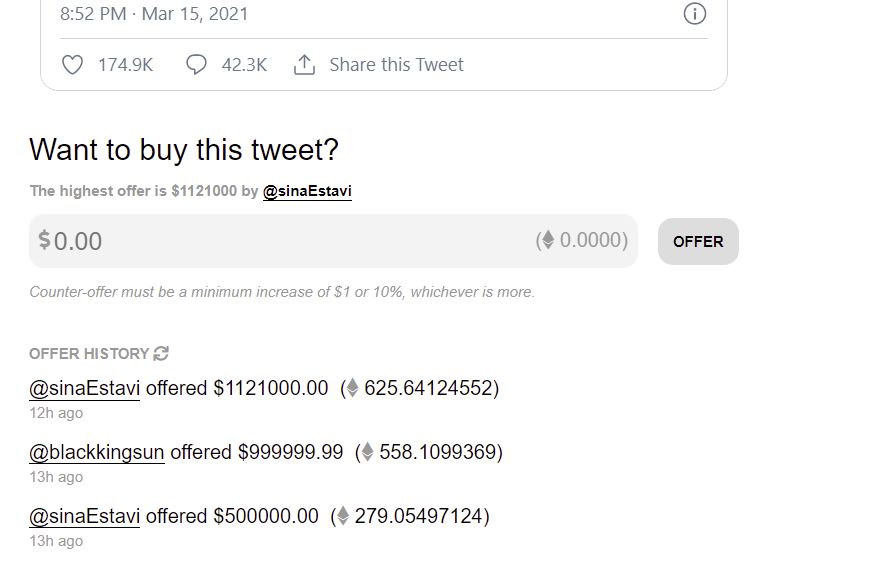 8:52 PM · Mar 15, 2021
174.9K 42.3K Share this Tweet
Want to buy this tweet?
The highest offer is $1121000 by @sinaEstavi
$0.00 (0.0000) OFFER
Counter-offer must be a minimum increase of $1 or 10%, whichever is more.
OFFER HISTORY
@sinaEstavi offered $1121000.00 (625.64124552)
12h ago
@blackkingsun offered $999999.99 (558.1099369)
13h ago
@sinaEstavi offered $500000.00 (279.05497124)
13h ago